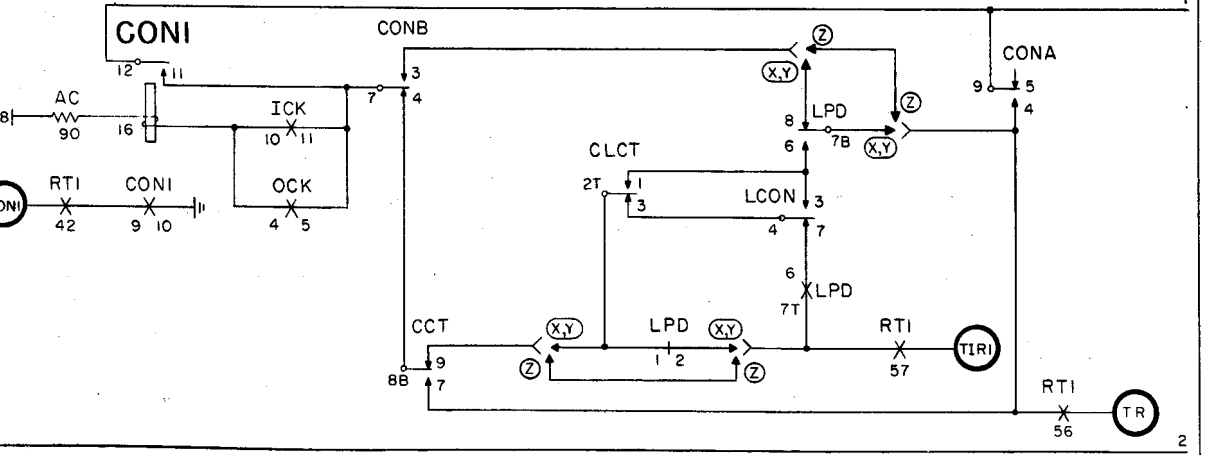 CONI
CONB
Z
CONA
12 11
3
X,Y
9 5
AC
7 4
Z
4
8
ICK
8 LPD
90
16
10 11
6 7B
X,Y
CLCT
RTI CONI
OCK
2T 1
LCON 3
ONI
3
42
9 10
4 5
4 7
6
LPD
7T
CCT
X,Y
LPD
X,Y
RTI
9
1 2
TIRI
8B
Z
Z
57
7
RTI
TR
56
2